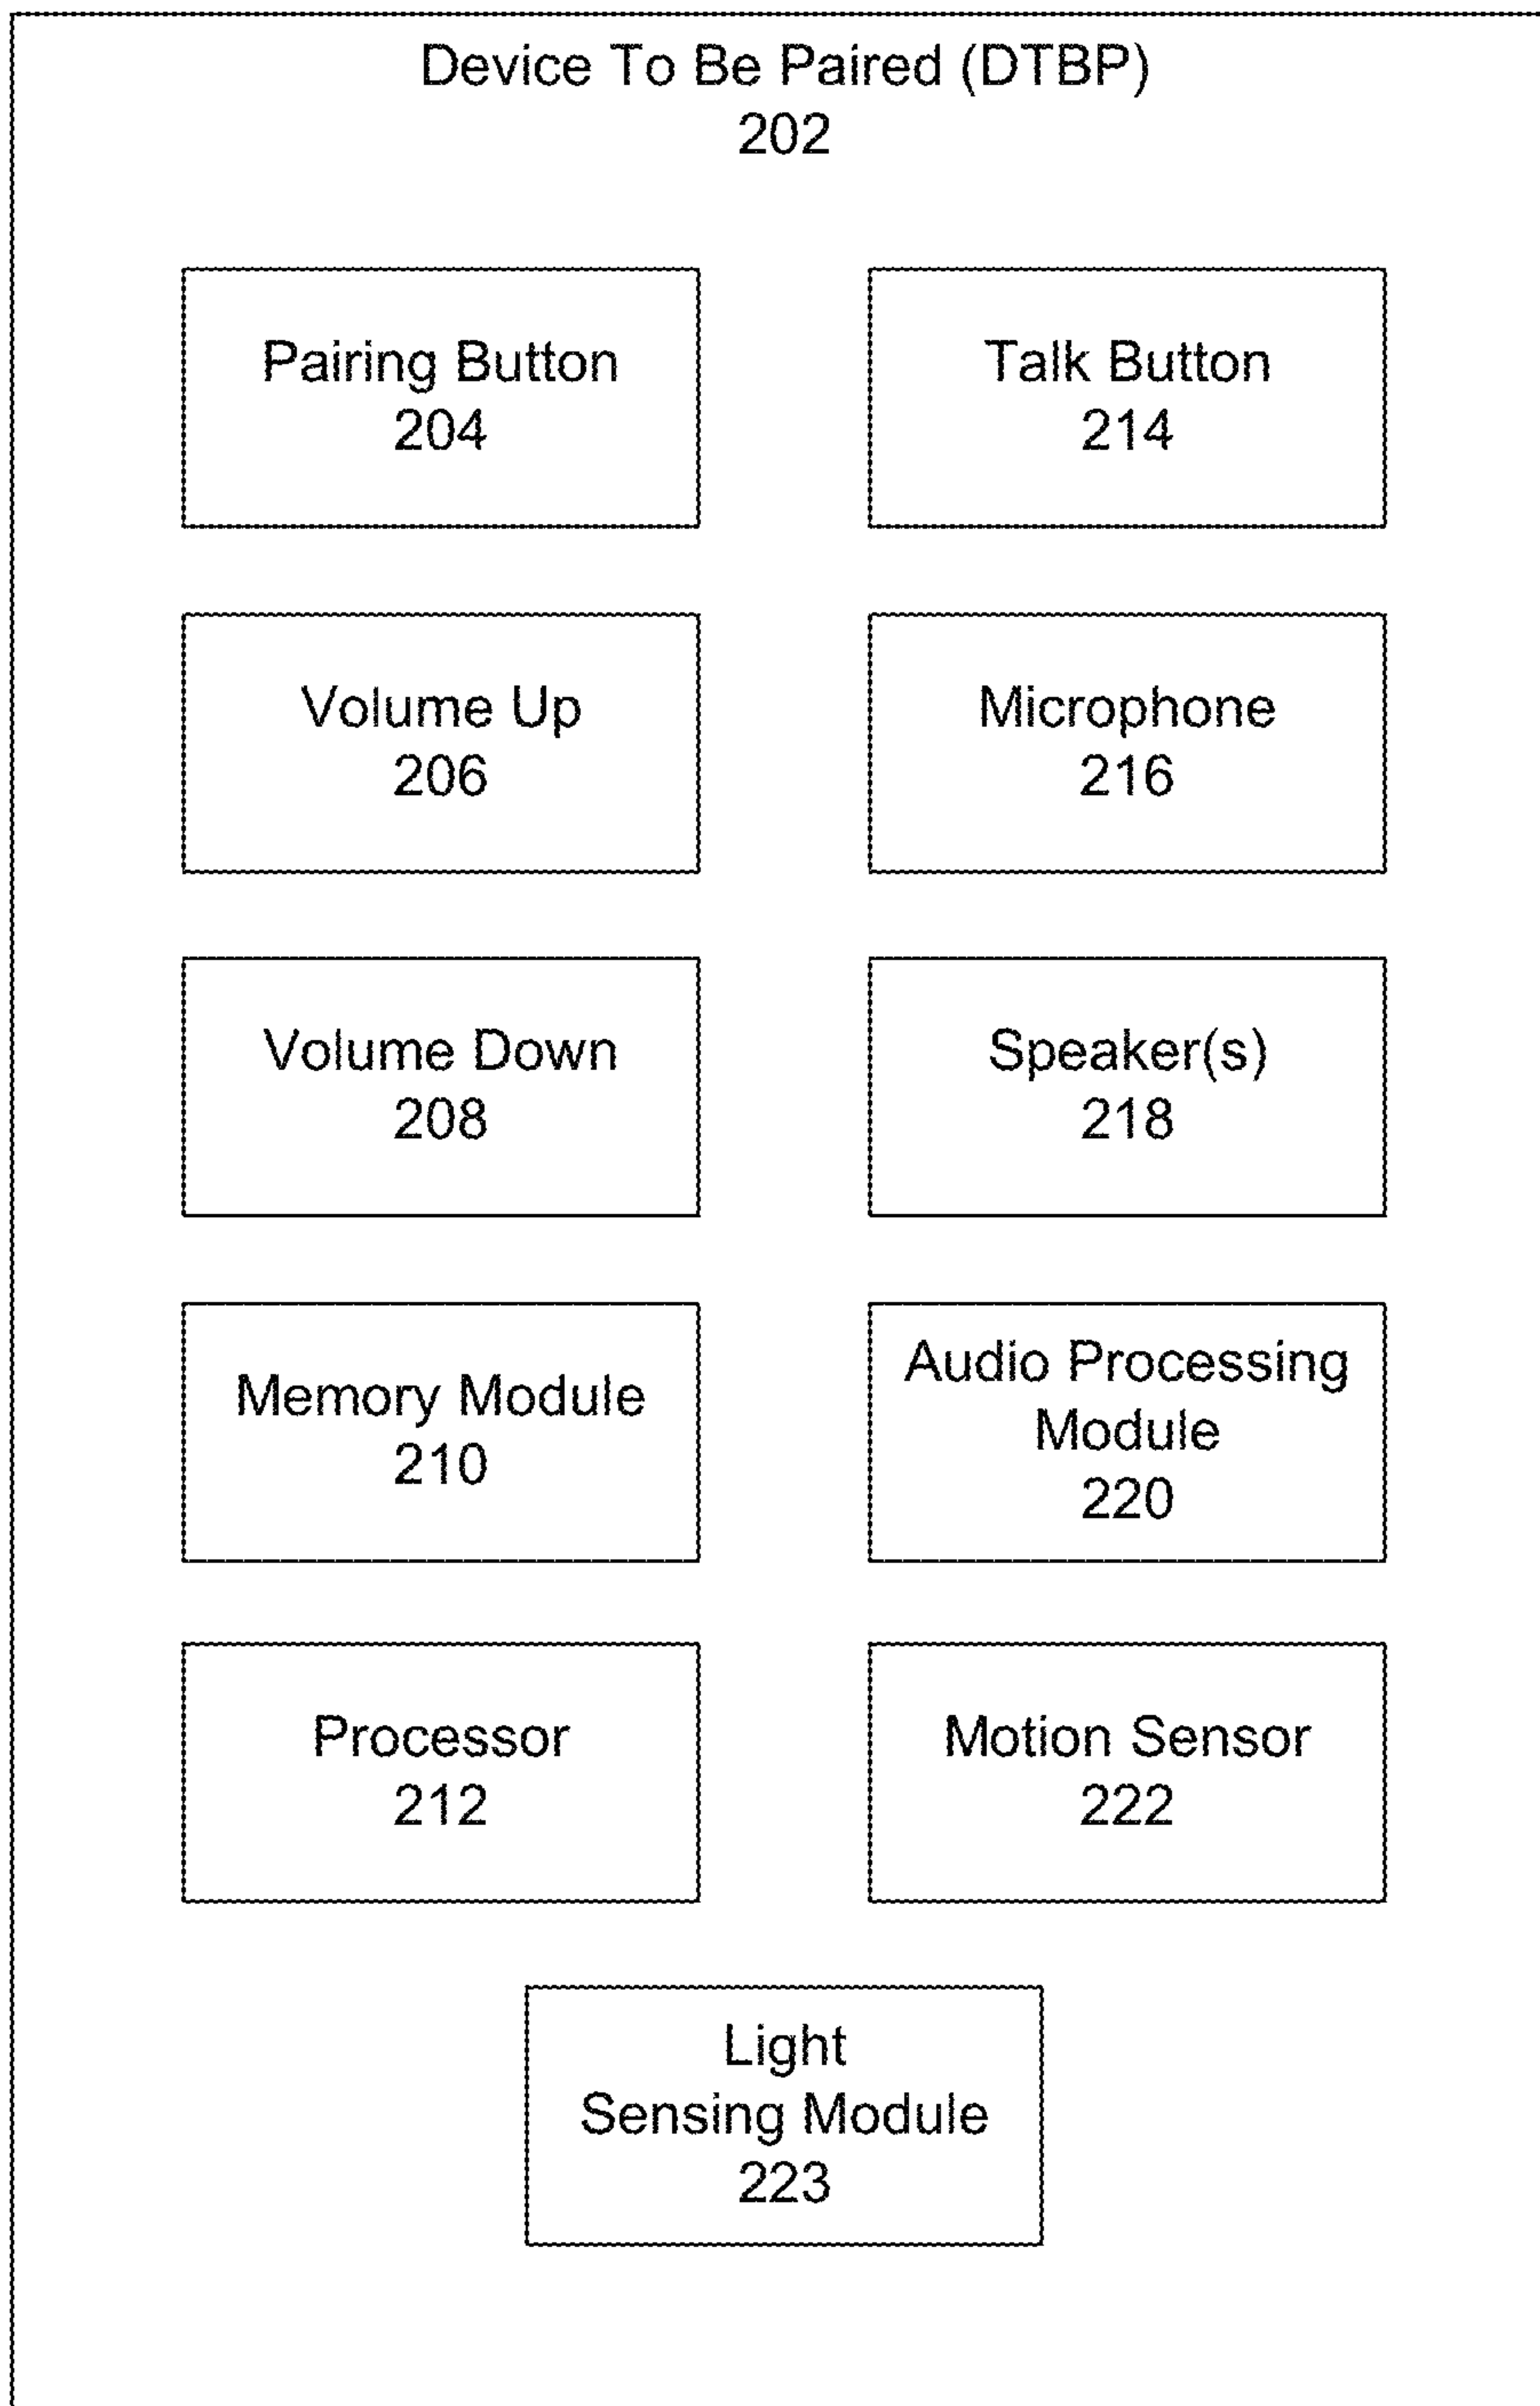 Device To Be Paired (DTBP)
202
Pairing Button
204
Talk Button
214
Volume Up
206
Microphone
216
Volume Down
208
Speaker(s)
218
Memory Module
210
Audio Processing
Module
220
Processor
212
Motion Sensor
222
Light
Sensing Module
223